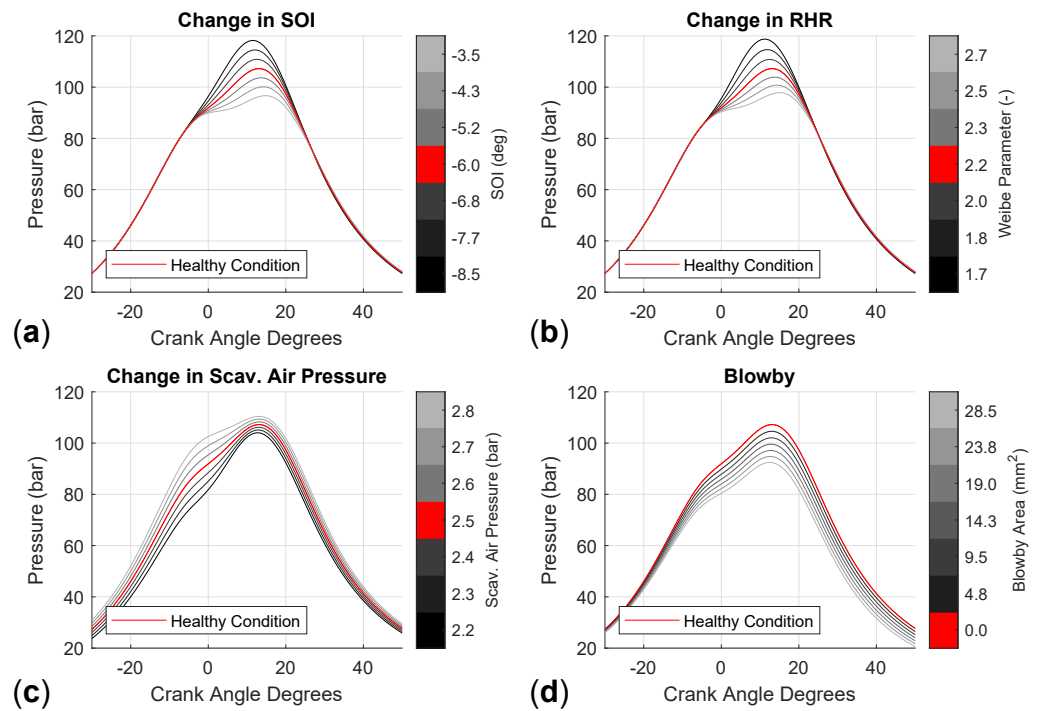 Change in SOI
Pressure (bar)
120
100
80
60
40
20
-20
0
20
40
Crank Angle Degrees
Healthy Condition
-3.5
-4.3
-5.2
-6.0
-6.8
-7.7
-8.5
SOI (deg)
(a)
Change in RHR
Pressure (bar)
120
100
80
60
40
20
-20
0
20
40
Crank Angle Degrees
Healthy Condition
2.7
2.5
2.3
2.2
2.0
1.8
1.7
Weibe Parameter (-)
(b)
Change in Scav. Air Pressure
Pressure (bar)
120
100
80
60
40
20
-20
0
20
40
Crank Angle Degrees
Healthy Condition
2.8
2.7
2.6
2.5
2.4
2.3
2.2
Scav. Air Pressure (bar)
(c)
Blowby
Pressure (bar)
120
100
80
60
40
20
-20
0
20
40
Crank Angle Degrees
Healthy Condition
28.5
23.8
19.0
14.3
9.5
4.8
0.0
Blowby Area (mm²)
(d)